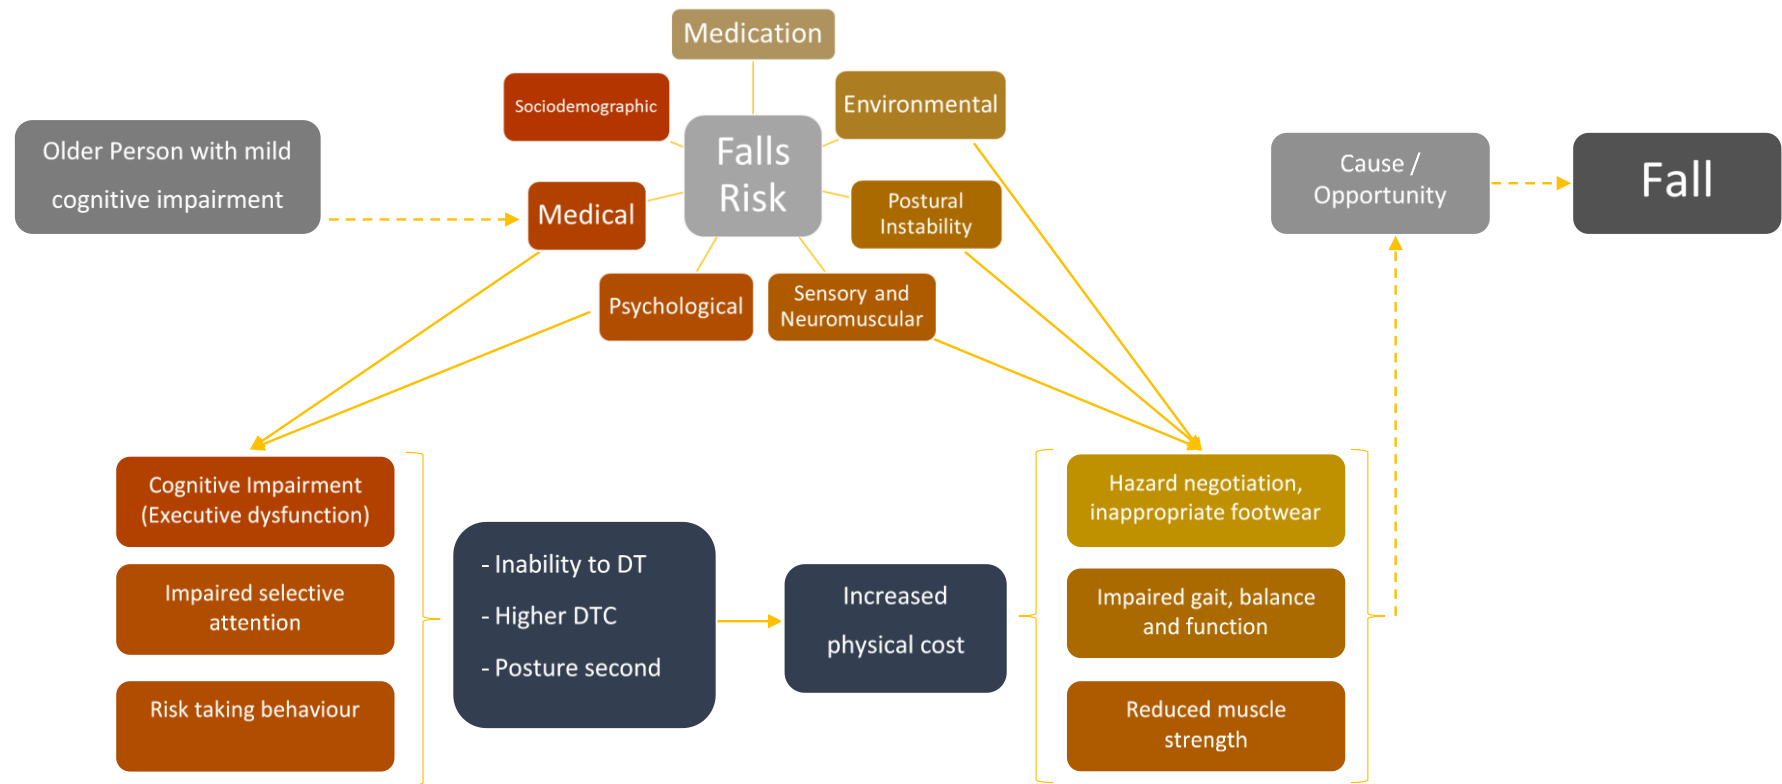 Medication
Sociodemographic
Environmental
Older Person with mild
cognitive impairment
Falls
Risk
Cause /
Opportunity
Fall
Medical
Postural
Instability
Psychological
Sensory and
Neuromuscular
Cognitive Impairment
(Executive dysfunction)
Impaired selective
attention
Risk taking behaviour
- Inability to DT
- Higher DTC
- Posture second
Increased
physical cost
Hazard negotiation,
inappropriate footwear
Impaired gait, balance
and function
Reduced muscle
strength